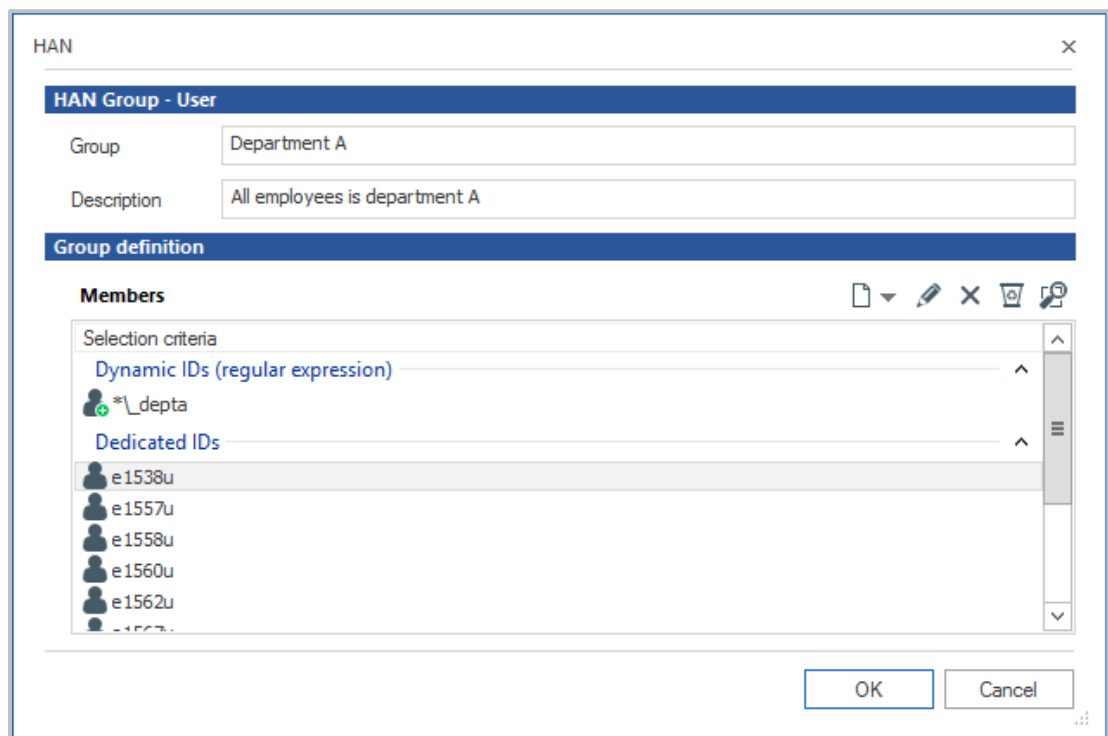 HAN
HAN Group - User
Group Department A
Description All employees is department A
Group definition
Members
Selection criteria
Dynamic IDs (regular expression)
*\_depta
Dedicated IDs
e1538u
e1557u
e1558u
e1560u
e1562u
OK Cancel